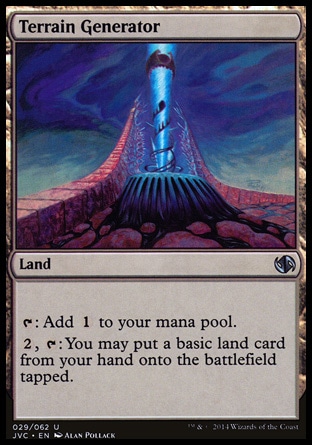 Terrain Generator
Land
: Add 1 to your mana pool.
2, : You may put a basic land card
from your hand onto the battlefield
tapped.
029/062 U
JVC • EN Alan Pollack
™ & © 2014 Wizards of the Coast